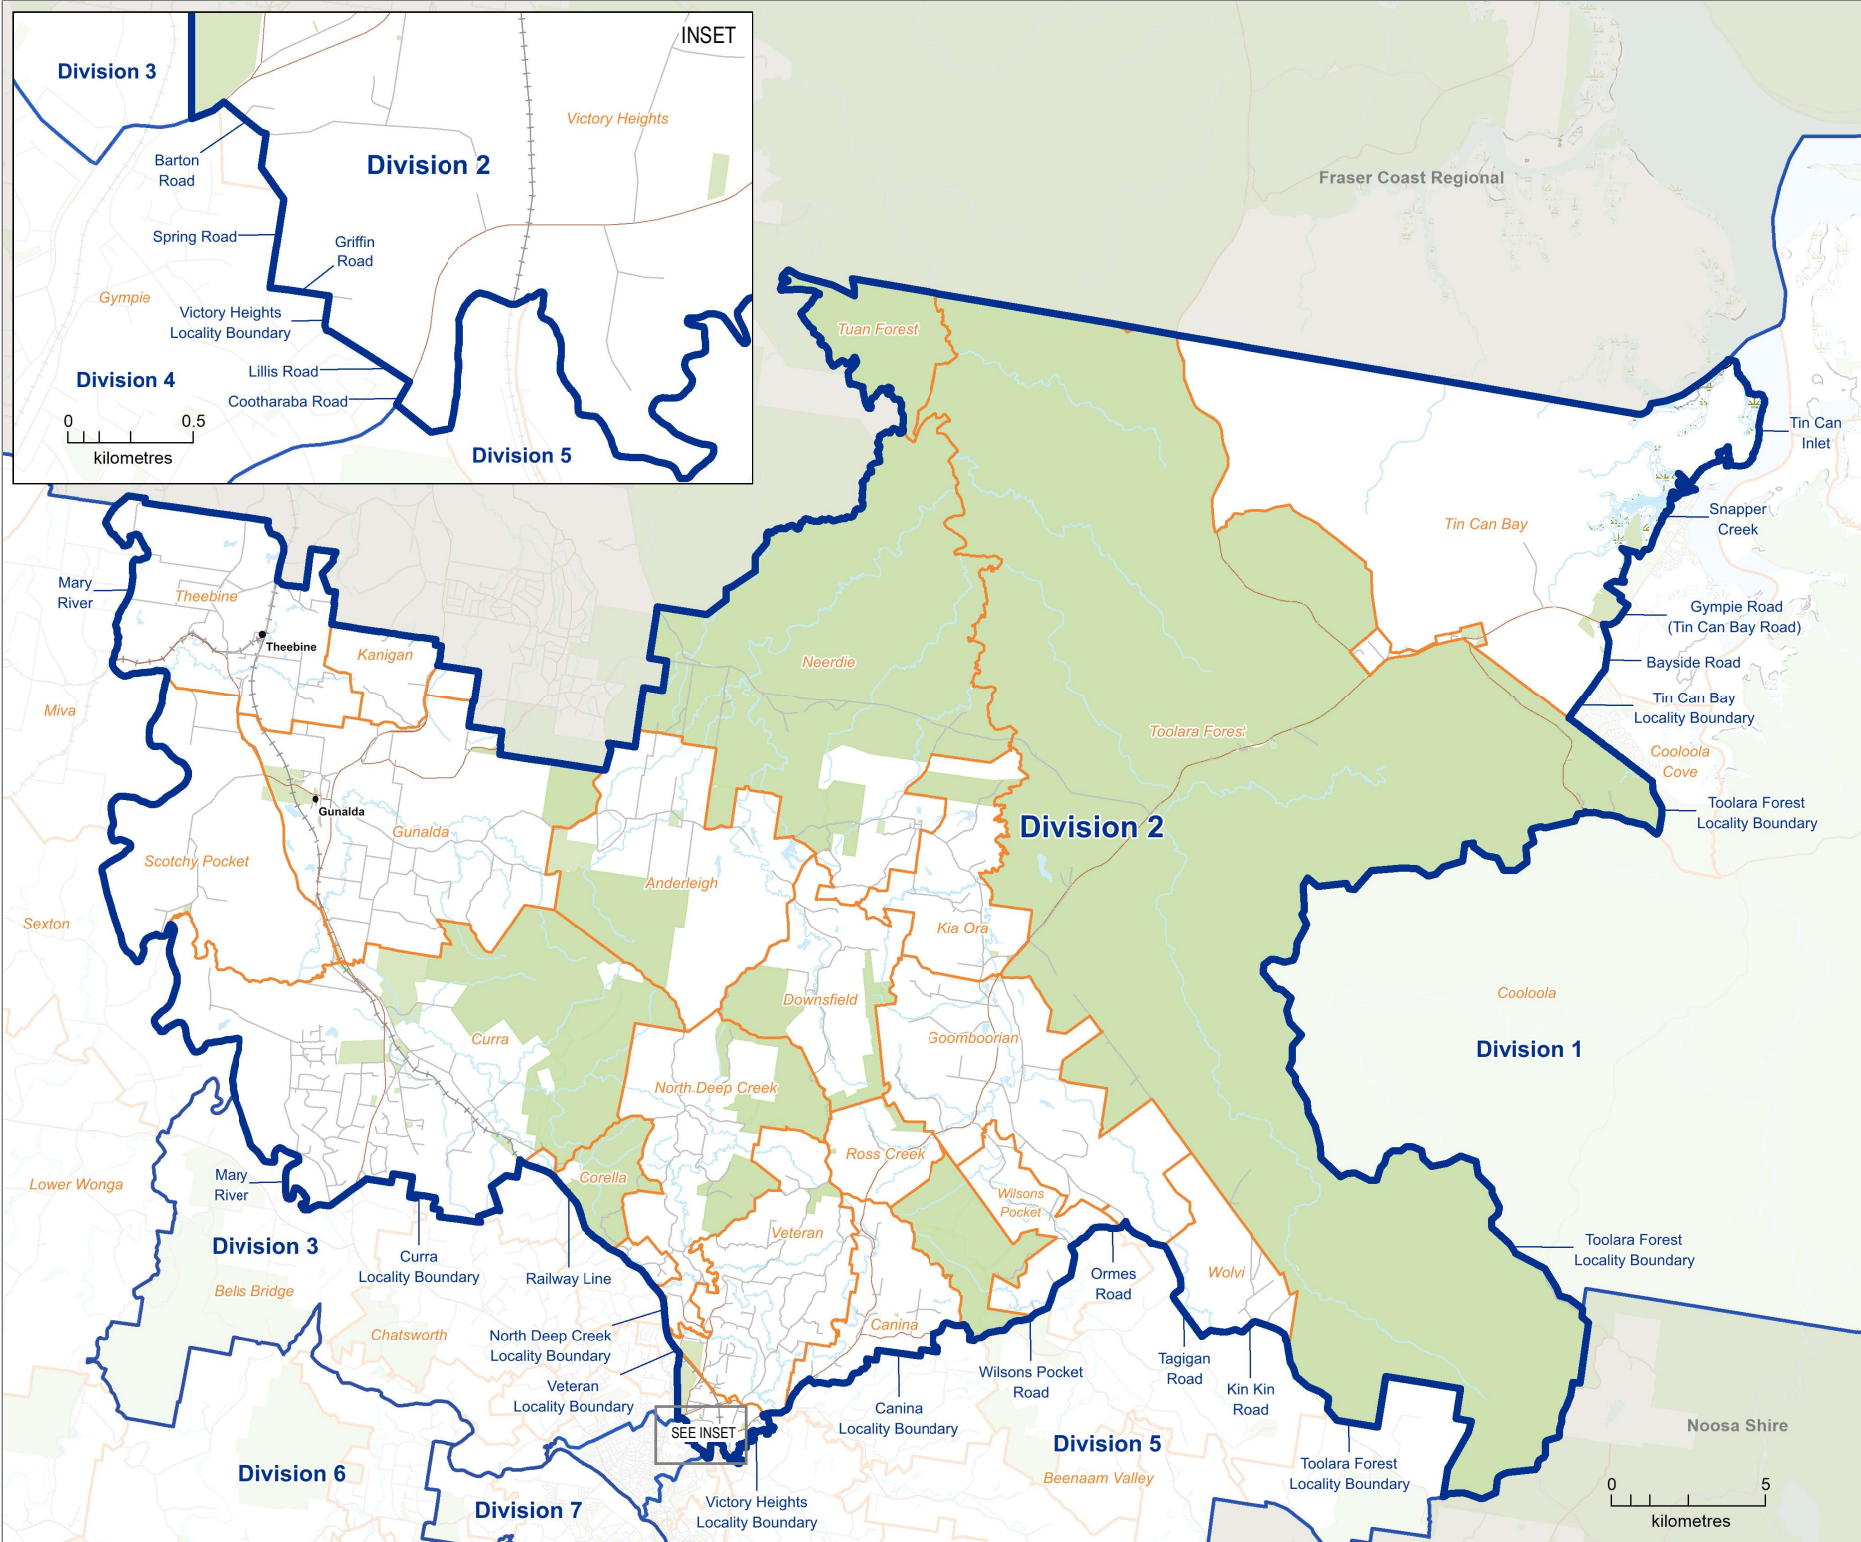 INSET
Division 3
Victory Heights
Division 2
Barton
Road
Spring Road
Griffin
Road
Gympie
Victory Heights
Locality Boundary
Lillis Road
Division 4
Cootharaba Road
0 0.5
kilometres
Division 5
Fraser Coast Regional
Tuan Forest
Tin Can
Inlet
Tin Can Bay
Snapper
Creek
Mary
River
Theebine
Theebine
Kanigan
Neerdie
Gympie Road
(Tin Can Bay Road)
Bayside Road
Tin Can Bay
Locality Boundary
Miva
Toolara Forest
Cooloola
Cove
Gunalda
Gunalda
Toolara Forest
Locality Boundary
Division 2
Scotchy Pocket
Anderleigh
Sexton
Kia Ora
Downsfield
Cooloola
Curra
Goomboorian
Division 1
North Deep Creek
Ross Creek
Lower Wonga
Mary
River
Corella
Wilsons
Pocket
Veteran
Division 3
Curra
Locality Boundary
Railway Line
Toolara Forest
Locality Boundary
Ormes
Road
Wolvi
Bells Bridge
Chatsworth
North Deep Creek
Locality Boundary
Canina
Veteran
Locality Boundary
Wilsons Pocket
Road
Tagigan
Road
Kin Kin
Road
Canina
Locality Boundary
SEE INSET
Noosa Shire
Division 5
Beenaam Valley
Toolara Forest
Locality Boundary
Division 6
Division 7
Victory Heights
Locality Boundary
0 5
kilometres